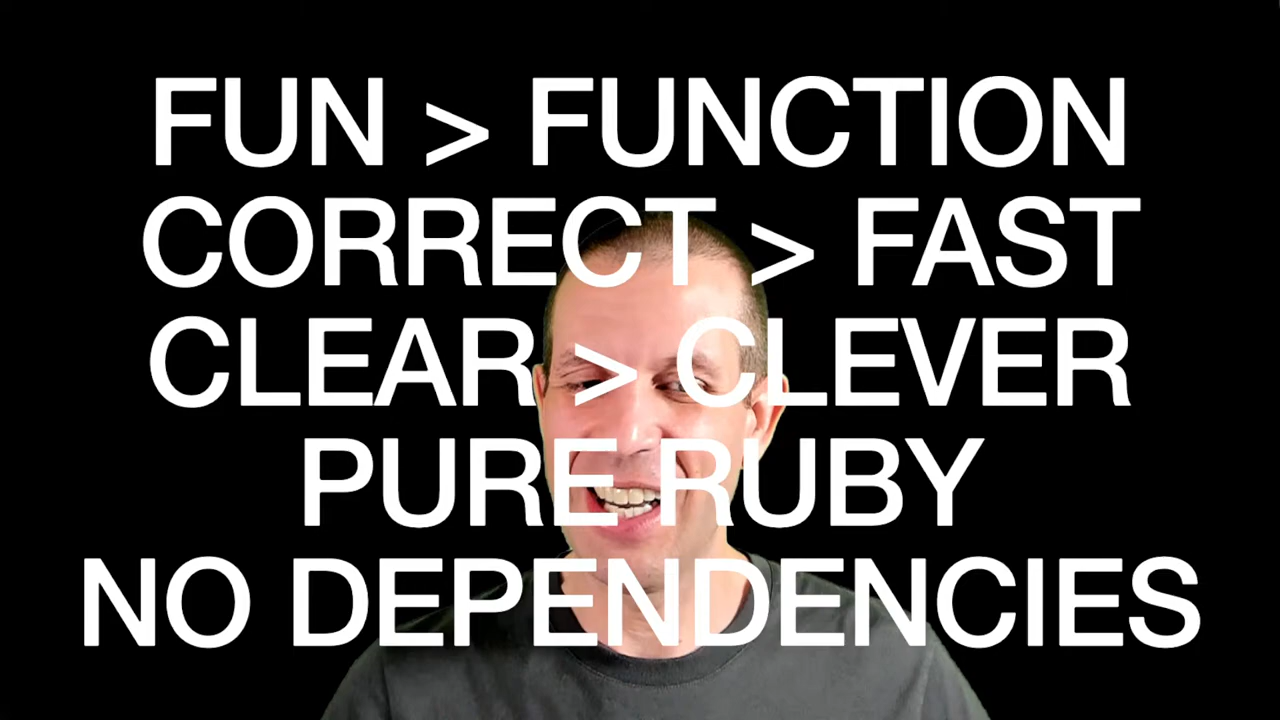 FUN > FUNCTION
CORRECT > FAST
CLEAR > CLEVER
PURE RUBY
NO DEPENDENCIES